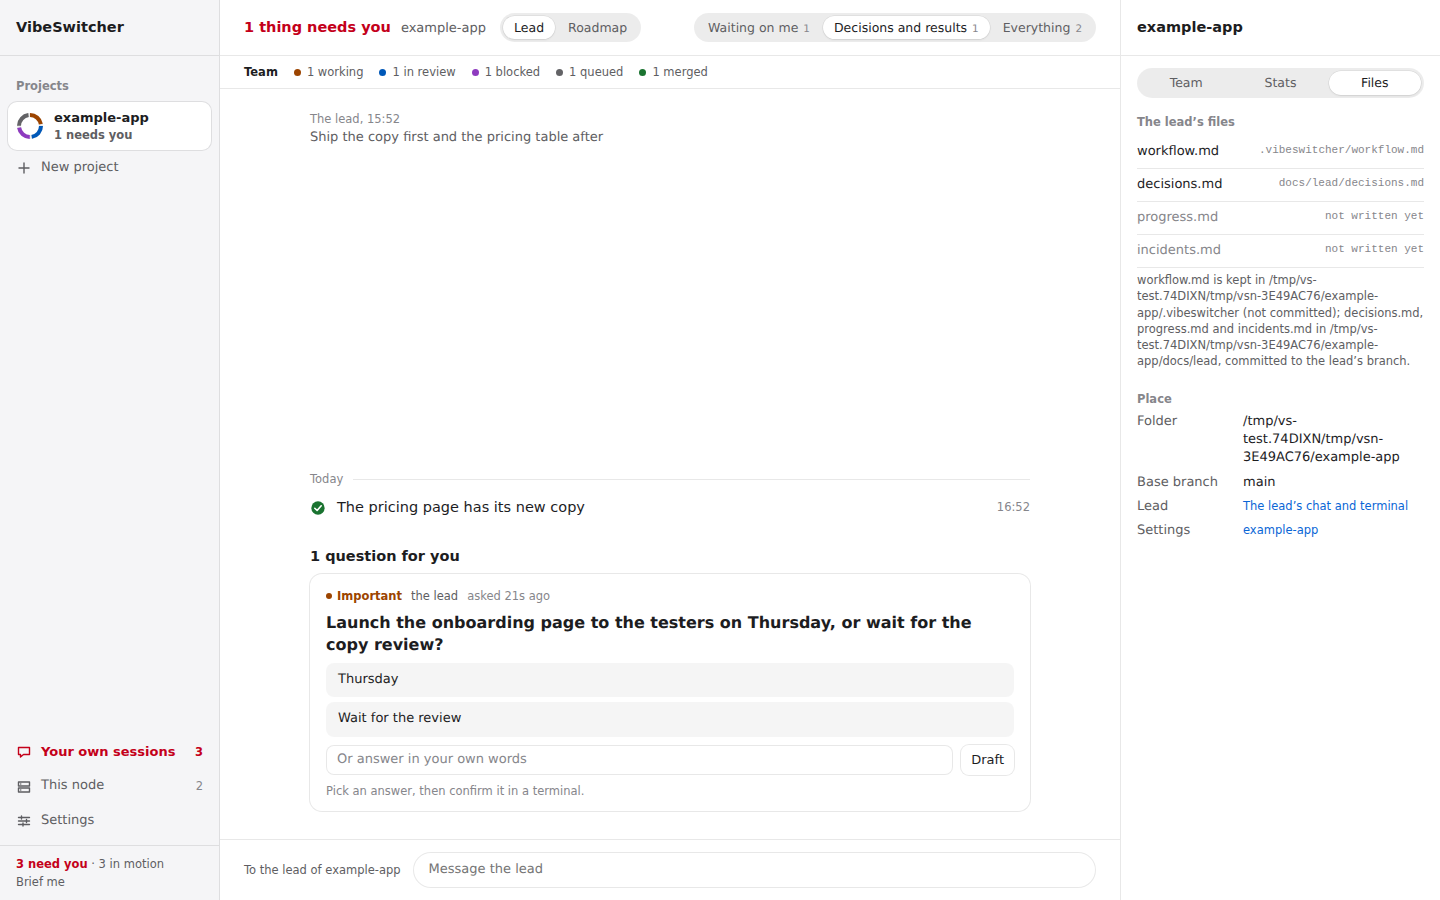 VibeSwitcher
Projects
example-app
1 needs you
New project
Your own sessions 3
This node 2
Settings
3 need you · 3 in motion
Brief me
1 thing needs you example-app Lead Roadmap Waiting on me 1 Decisions and results 1 Everything 2
Team 1 working 1 in review 1 blocked 1 queued 1 merged
The lead, 15:52
Ship the copy first and the pricing table after
Today
The pricing page has its new copy 16:52
1 question for you
Important the lead asked 21s ago
Launch the onboarding page to the testers on Thursday, or wait for the
copy review?
Thursday
Wait for the review
Or answer in your own words Draft
Pick an answer, then confirm it in a terminal.
To the lead of example-app Message the lead
example-app
Team Stats Files
The lead’s files
workflow.md .vibeswitcher/workflow.md
decisions.md docs/lead/decisions.md
progress.md not written yet
incidents.md not written yet
workflow.md is kept in /tmp/vs-
test.74DIXN/tmp/vsn-3E49AC76/example-
app/.vibeswitcher (not committed); decisions.md,
progress.md and incidents.md in /tmp/vs-
test.74DIXN/tmp/vsn-3E49AC76/example-
app/docs/lead, committed to the lead’s branch.
Place
Folder /tmp/vs-
test.74DIXN/tmp/vsn-
3E49AC76/example-app
Base branch main
Lead The lead’s chat and terminal
Settings example-app